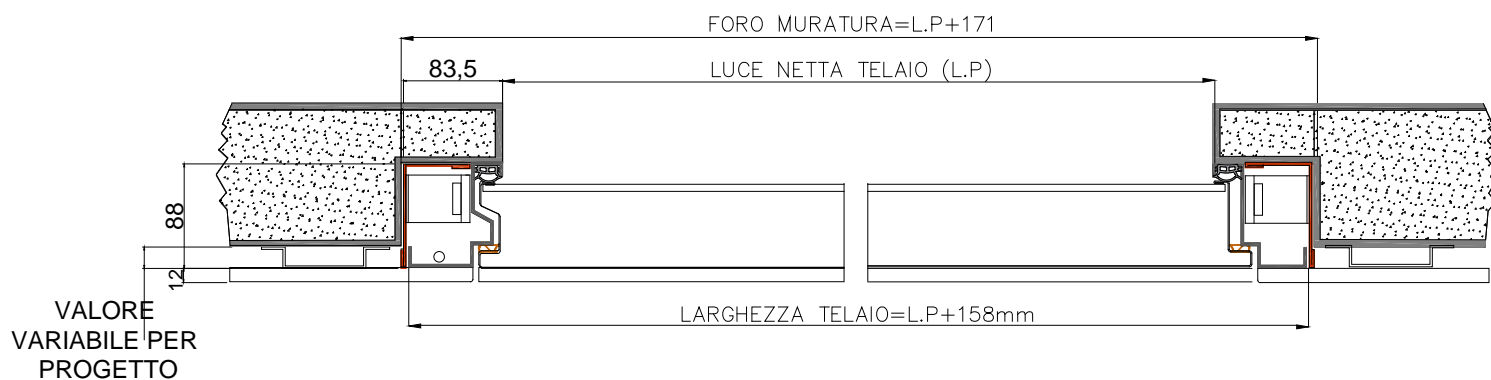 FORO MURATURA=L.P+171
83,5
LUCE NETTA TELAIO (L.P)
88
12
VALORE
VARIABILE PER
PROGETTO
LARGHEZZA TELAIO=L.P+158mm